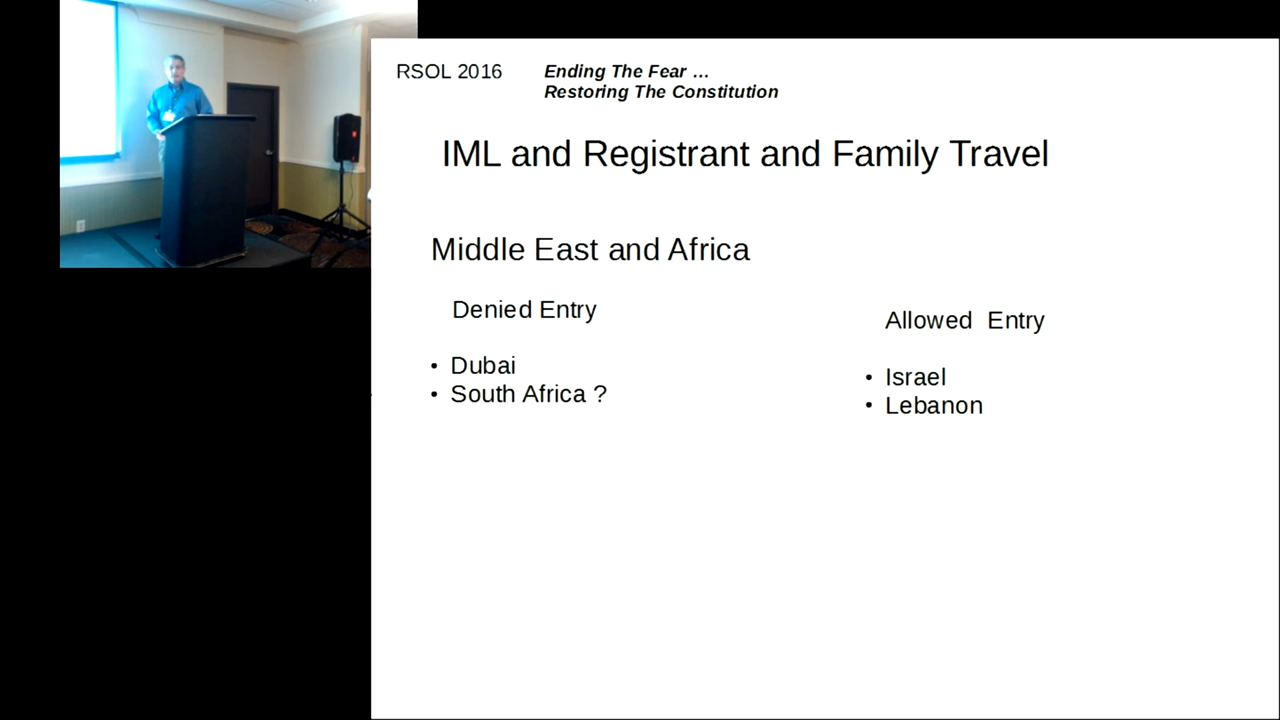 RSOL 2016
Ending The Fear ...
Restoring The Constitution
IML and Registrant and Family Travel
Middle East and Africa
Denied Entry
• Dubai
• South Africa ?
Allowed Entry
• Israel
• Lebanon